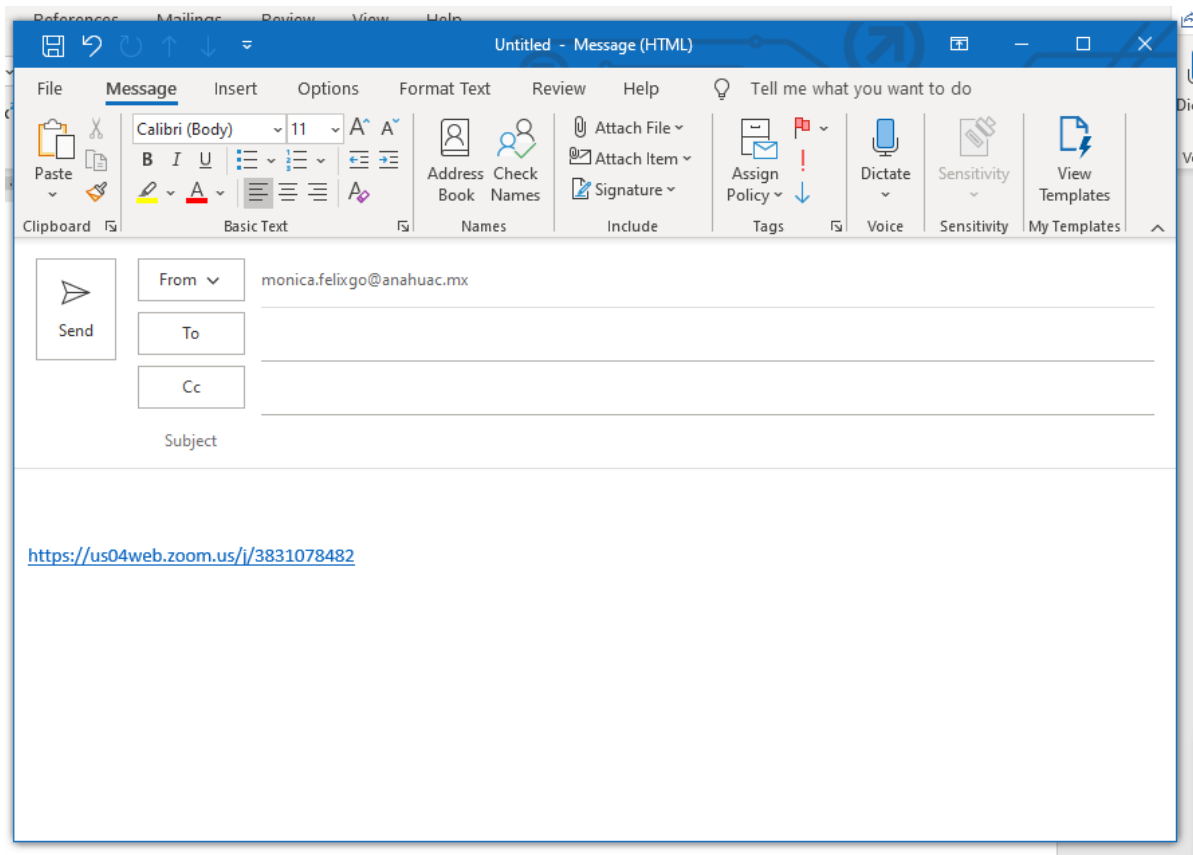 References Mailings Review View Help
Untitled - Message (HTML)
File Message Insert Options Format Text Review Help Tell me what you want to do
Calibri (Body) 11 A A
B I U
A A
Paste
Clipboard
Basic Text
Address Book
Check Names
Names
Attach File
Attach Item
Signature
Include
Assign Policy
Tags
Dictate
Voice
Sensitivity
Sensitivity
View Templates
My Templates
Send
From monica.felixgo@anahuac.mx
To
Cc
Subject
https://us04web.zoom.us/j/3831078482